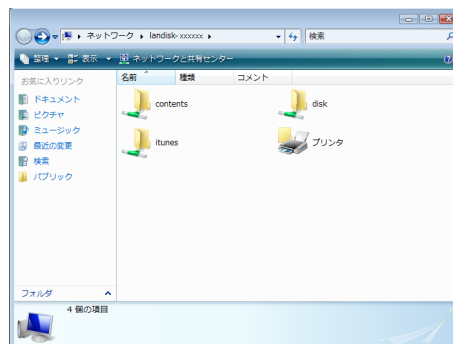 ネットワーク ▸ landisk-xxxxxx ▸ 検索
整理 表示 ネットワークと共有センター
お気に入りリンク
ドキュメント
ピクチャ
ミュージック
最近の変更
検索
パブリック
フォルダ
名前 種類 コメント
contents disk
itunes プリンタ
4 個の項目